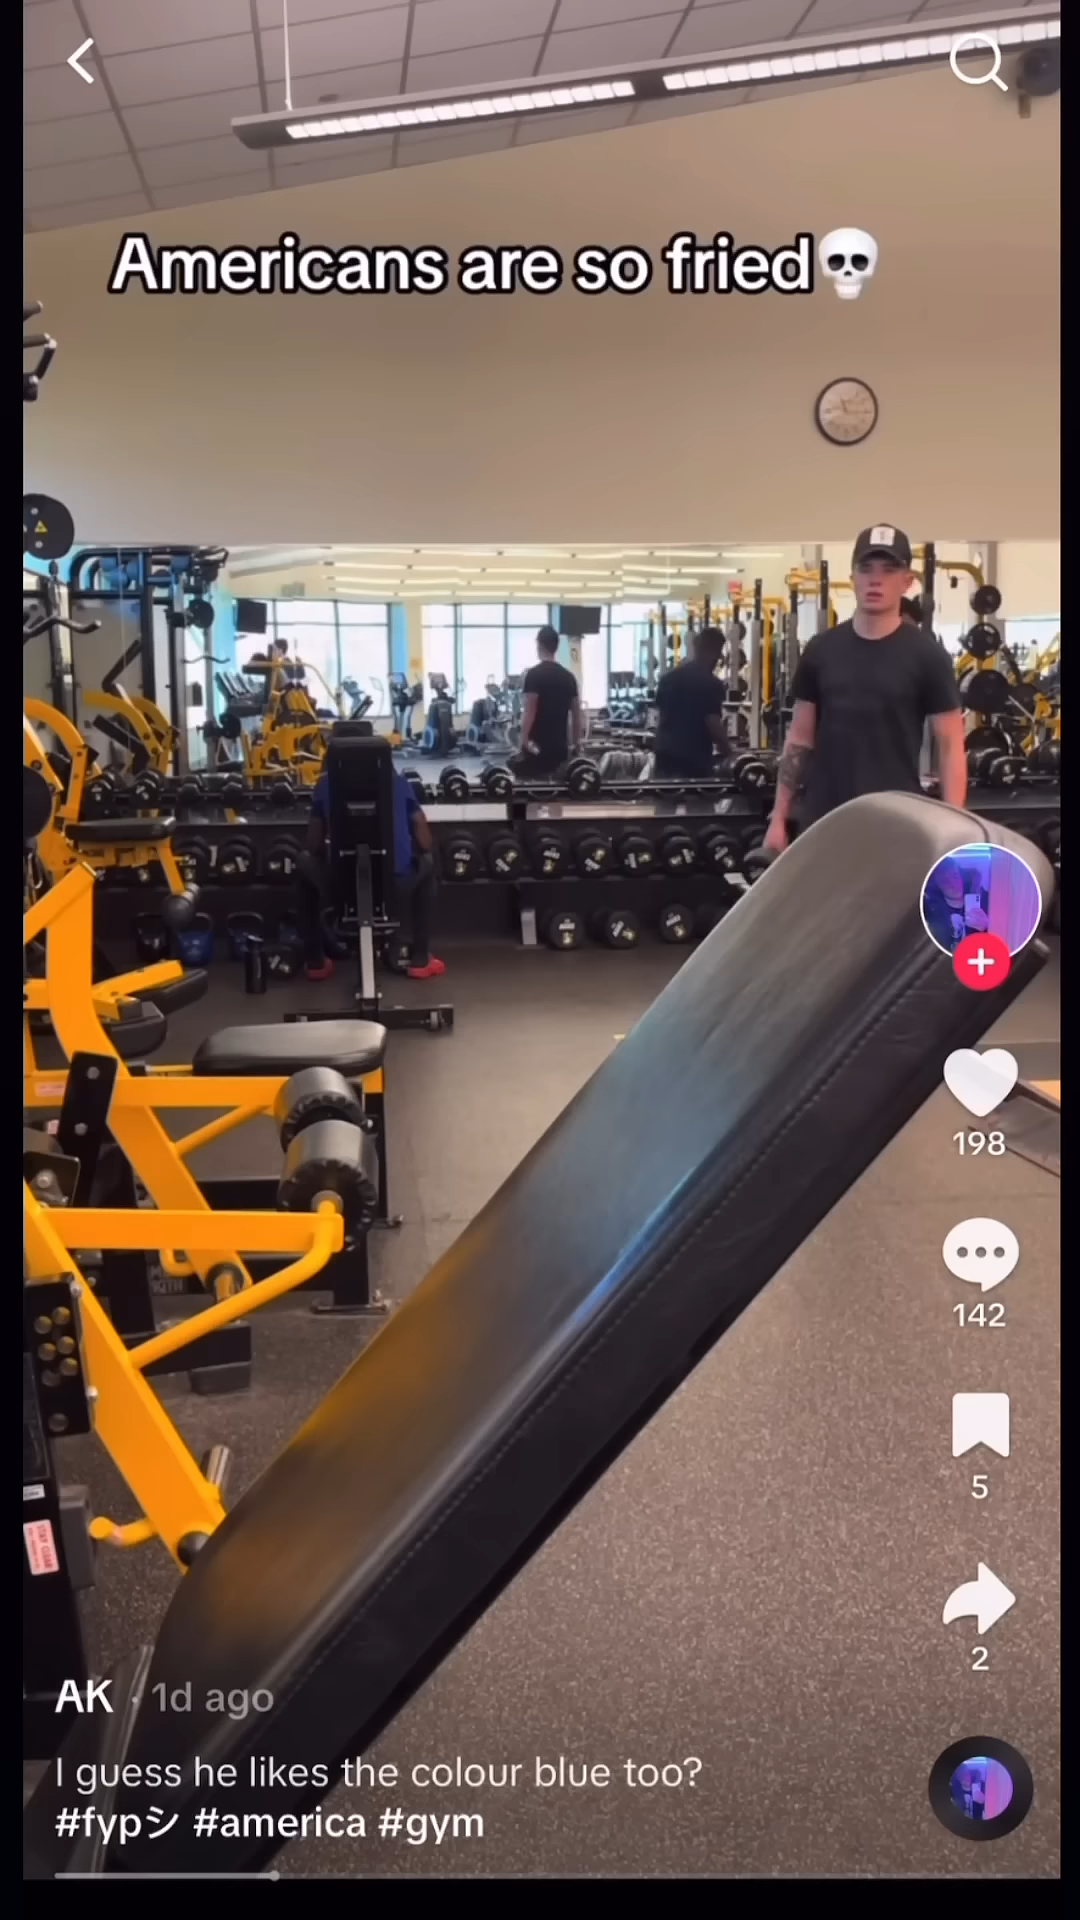 Americans are so fried💀
198
142
5
2
AK · 1d ago
I guess he likes the colour blue too?
#fypシ #america #gym